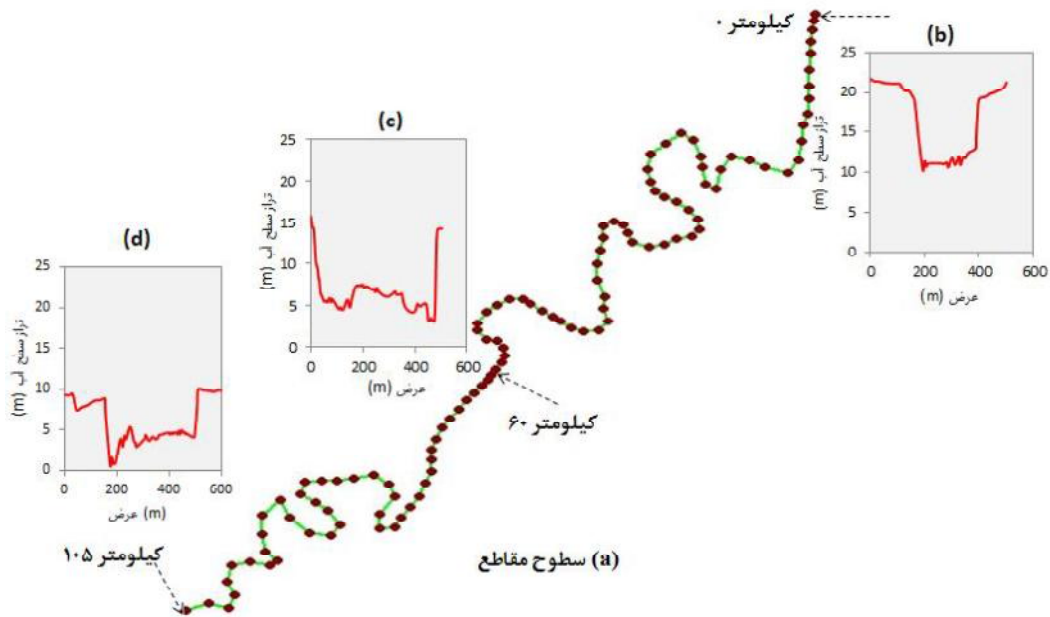 کیلومتر ۰
(b)
25
20
15
10
5
0
تراز سطح آب (m)
0 200 400 600
عرض (m)
(c)
25
20
15
10
5
0
تراز سطح آب (m)
0 200 400 600
عرض (m)
(d)
25
20
15
10
5
0
تراز سطح آب (m)
0 200 400 600
عرض (m)
کیلومتر ۶۰
کیلومتر ۱۰۵
(a) سطوح مقاطع